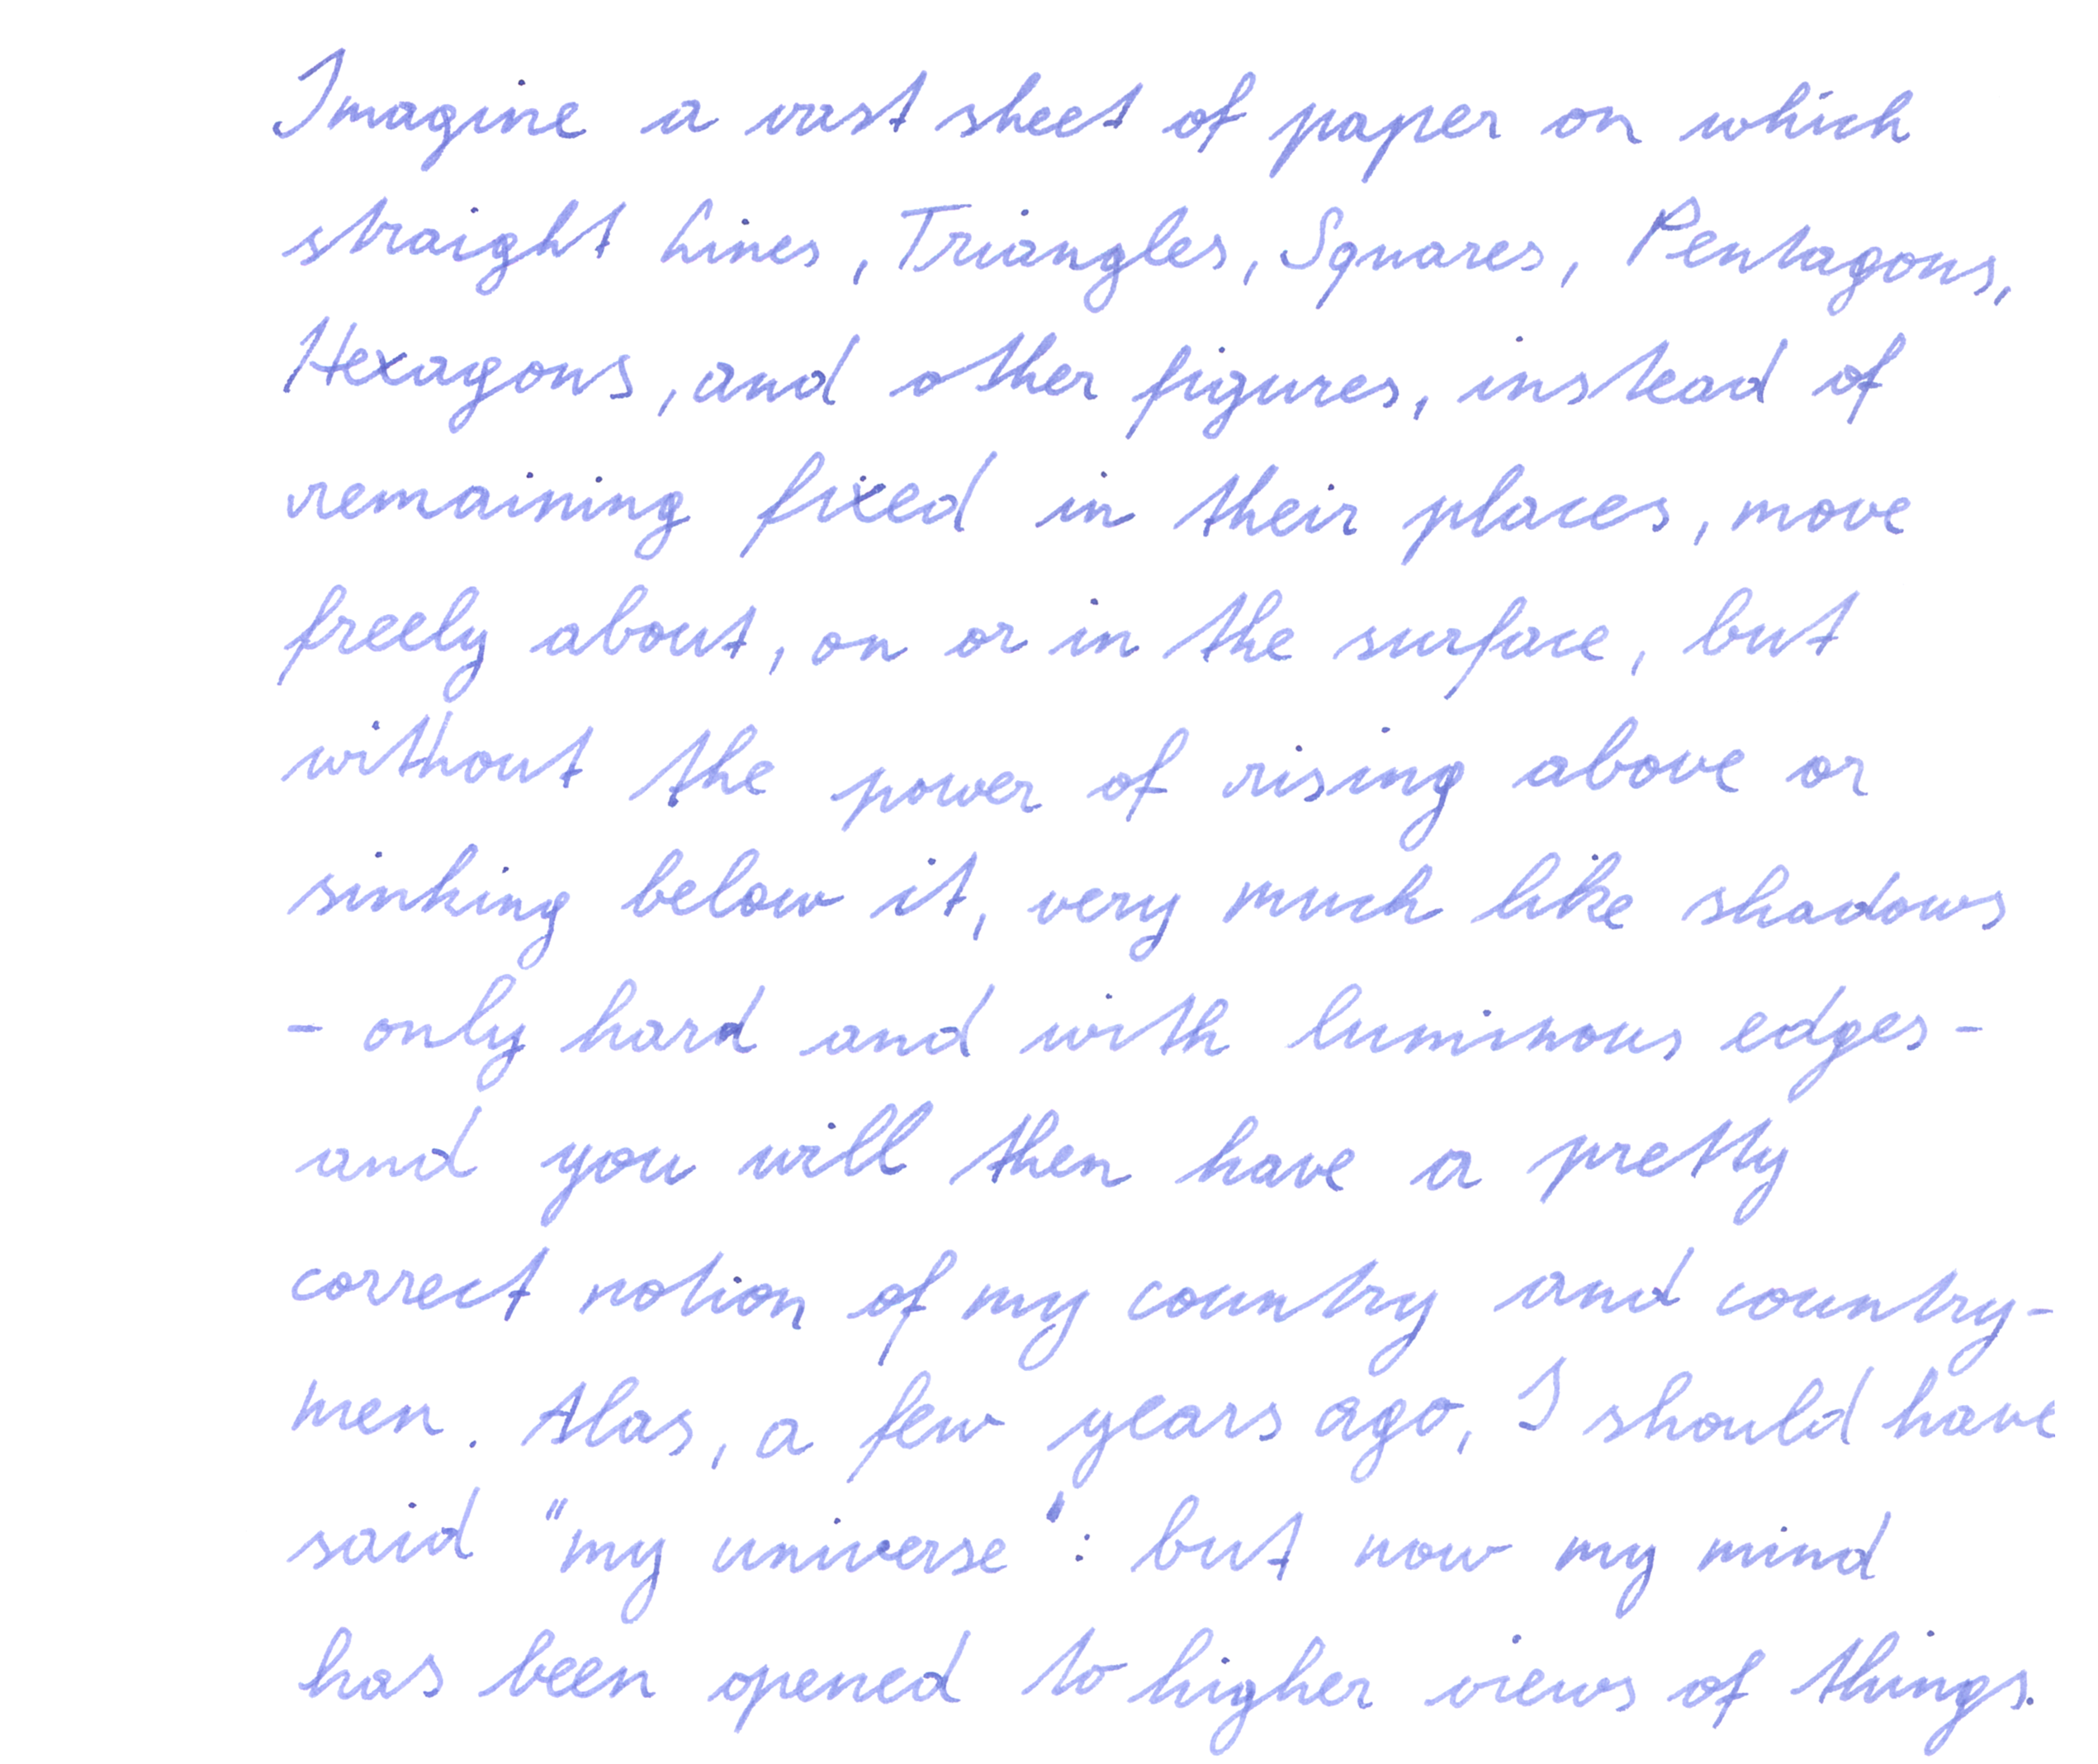 Imagine a vast sheet of paper on which
straight Lines, Triangles, Squares, Pentagons,
Hexagons, and other figures, instead of
remaining fixed in their places, move
freely about, on or in the surface, but
without the power of rising above or
sinking below it, very much like shadows
- only hard and with luminous edges -
and you will then have a pretty
correct notion of my country and country-
men. Alas, a few years ago, I should have
said "my universe": but now my mind
has been opened to higher views of things.